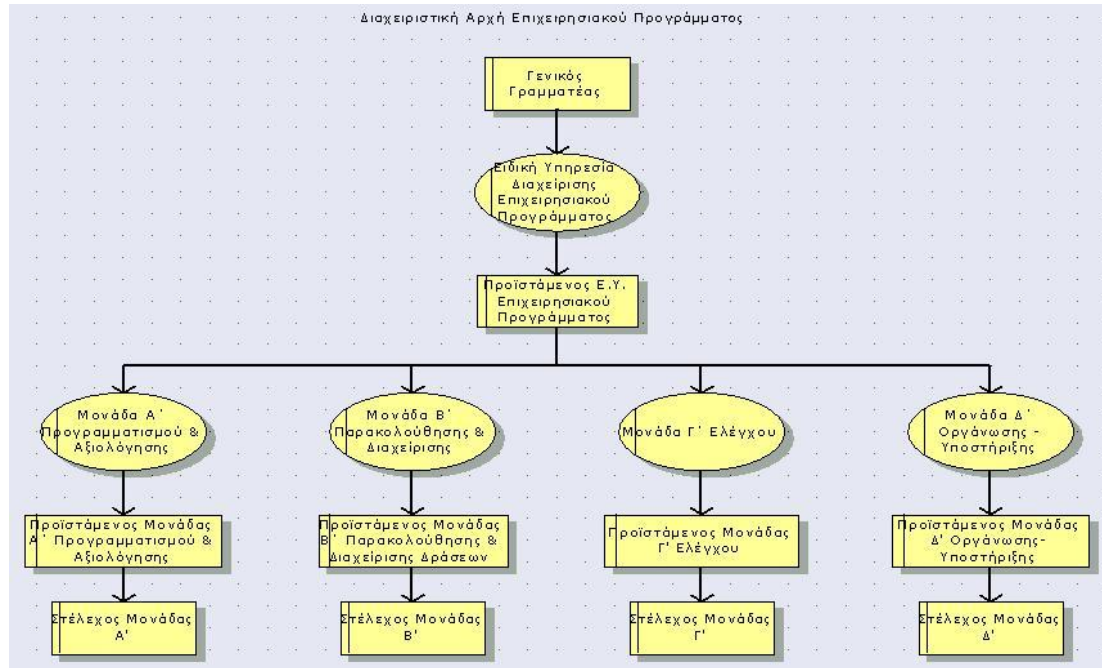 Διαχειριστική Αρχή Επιχειρησιακού Προγράμματος
Γενικός
Γραμματέας
Ειδική Υπηρεσία
Διαχείρισης
Επιχειρησιακού
Προγράμματος
Προϊστάμενος Ε.Υ.
Επιχειρησιακού
Προγράμματος
Μονάδα Α'
Προγραμματισμού &
Αξιολόγησης
Μονάδα Β'
Παρακολούθησης &
Διαχείρισης
Μονάδα Γ' Ελέγχου
Μονάδα Δ'
Οργάνωσης -
Υποστήριξης
Προϊστάμενος Μονάδας
Α' Προγραμματισμού &
Αξιολόγησης
Προϊστάμενος Μονάδας
Β' Παρακολούθησης &
Διαχείρισης Δράσεων
Προϊστάμενος Μονάδας
Γ' Ελέγχου
Προϊστάμενος Μονάδας
Δ' Οργάνωσης-
Υποστήριξης
Στέλεχος Μονάδας
Α'
Στέλεχος Μονάδας
Β'
Στέλεχος Μονάδας
Γ'
Στέλεχος Μονάδας
Δ'